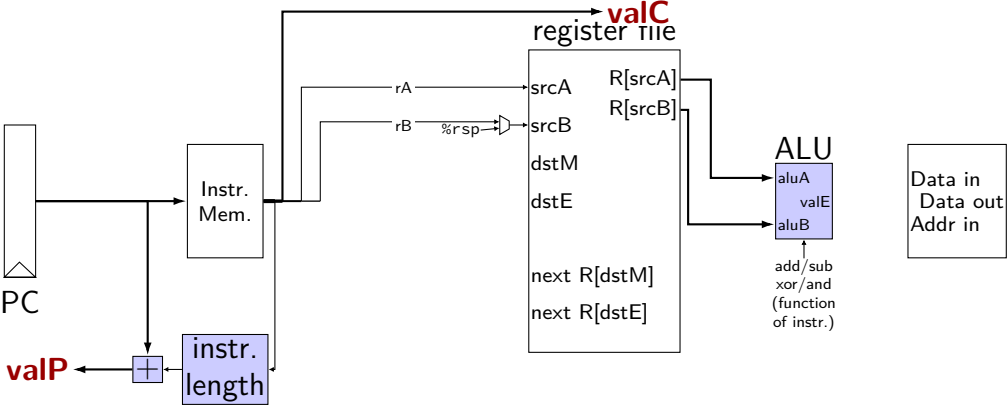 valC
register file
rA
srcA
R[srcA]
R[srcB]
rB
%rsp
srcB
ALU
dstM
aluA
Instr.
Mem.
dstE
valE
aluB
Data in
Data out
Addr in
PC
next R[dstM]
next R[dstE]
add/sub
xor/and
(function
of instr.)
valP
+
instr.
length